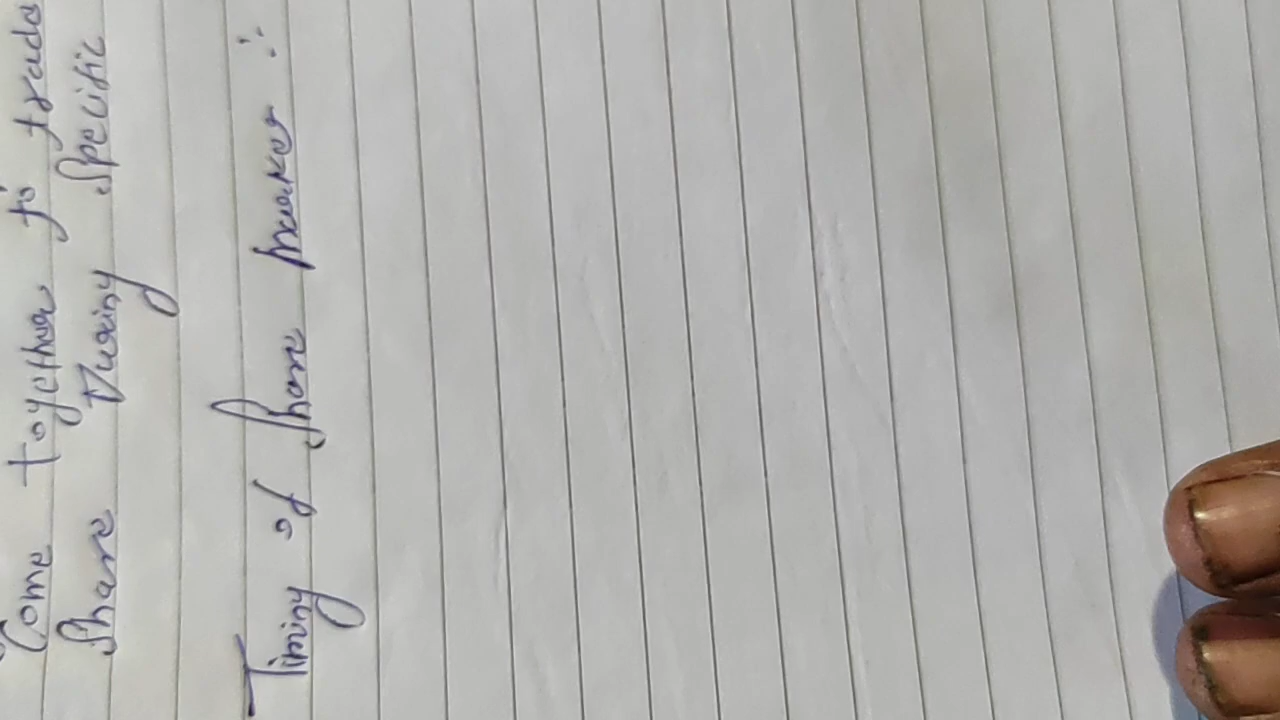 Come together to trade
Share During Specific
Timing of Share Market :-